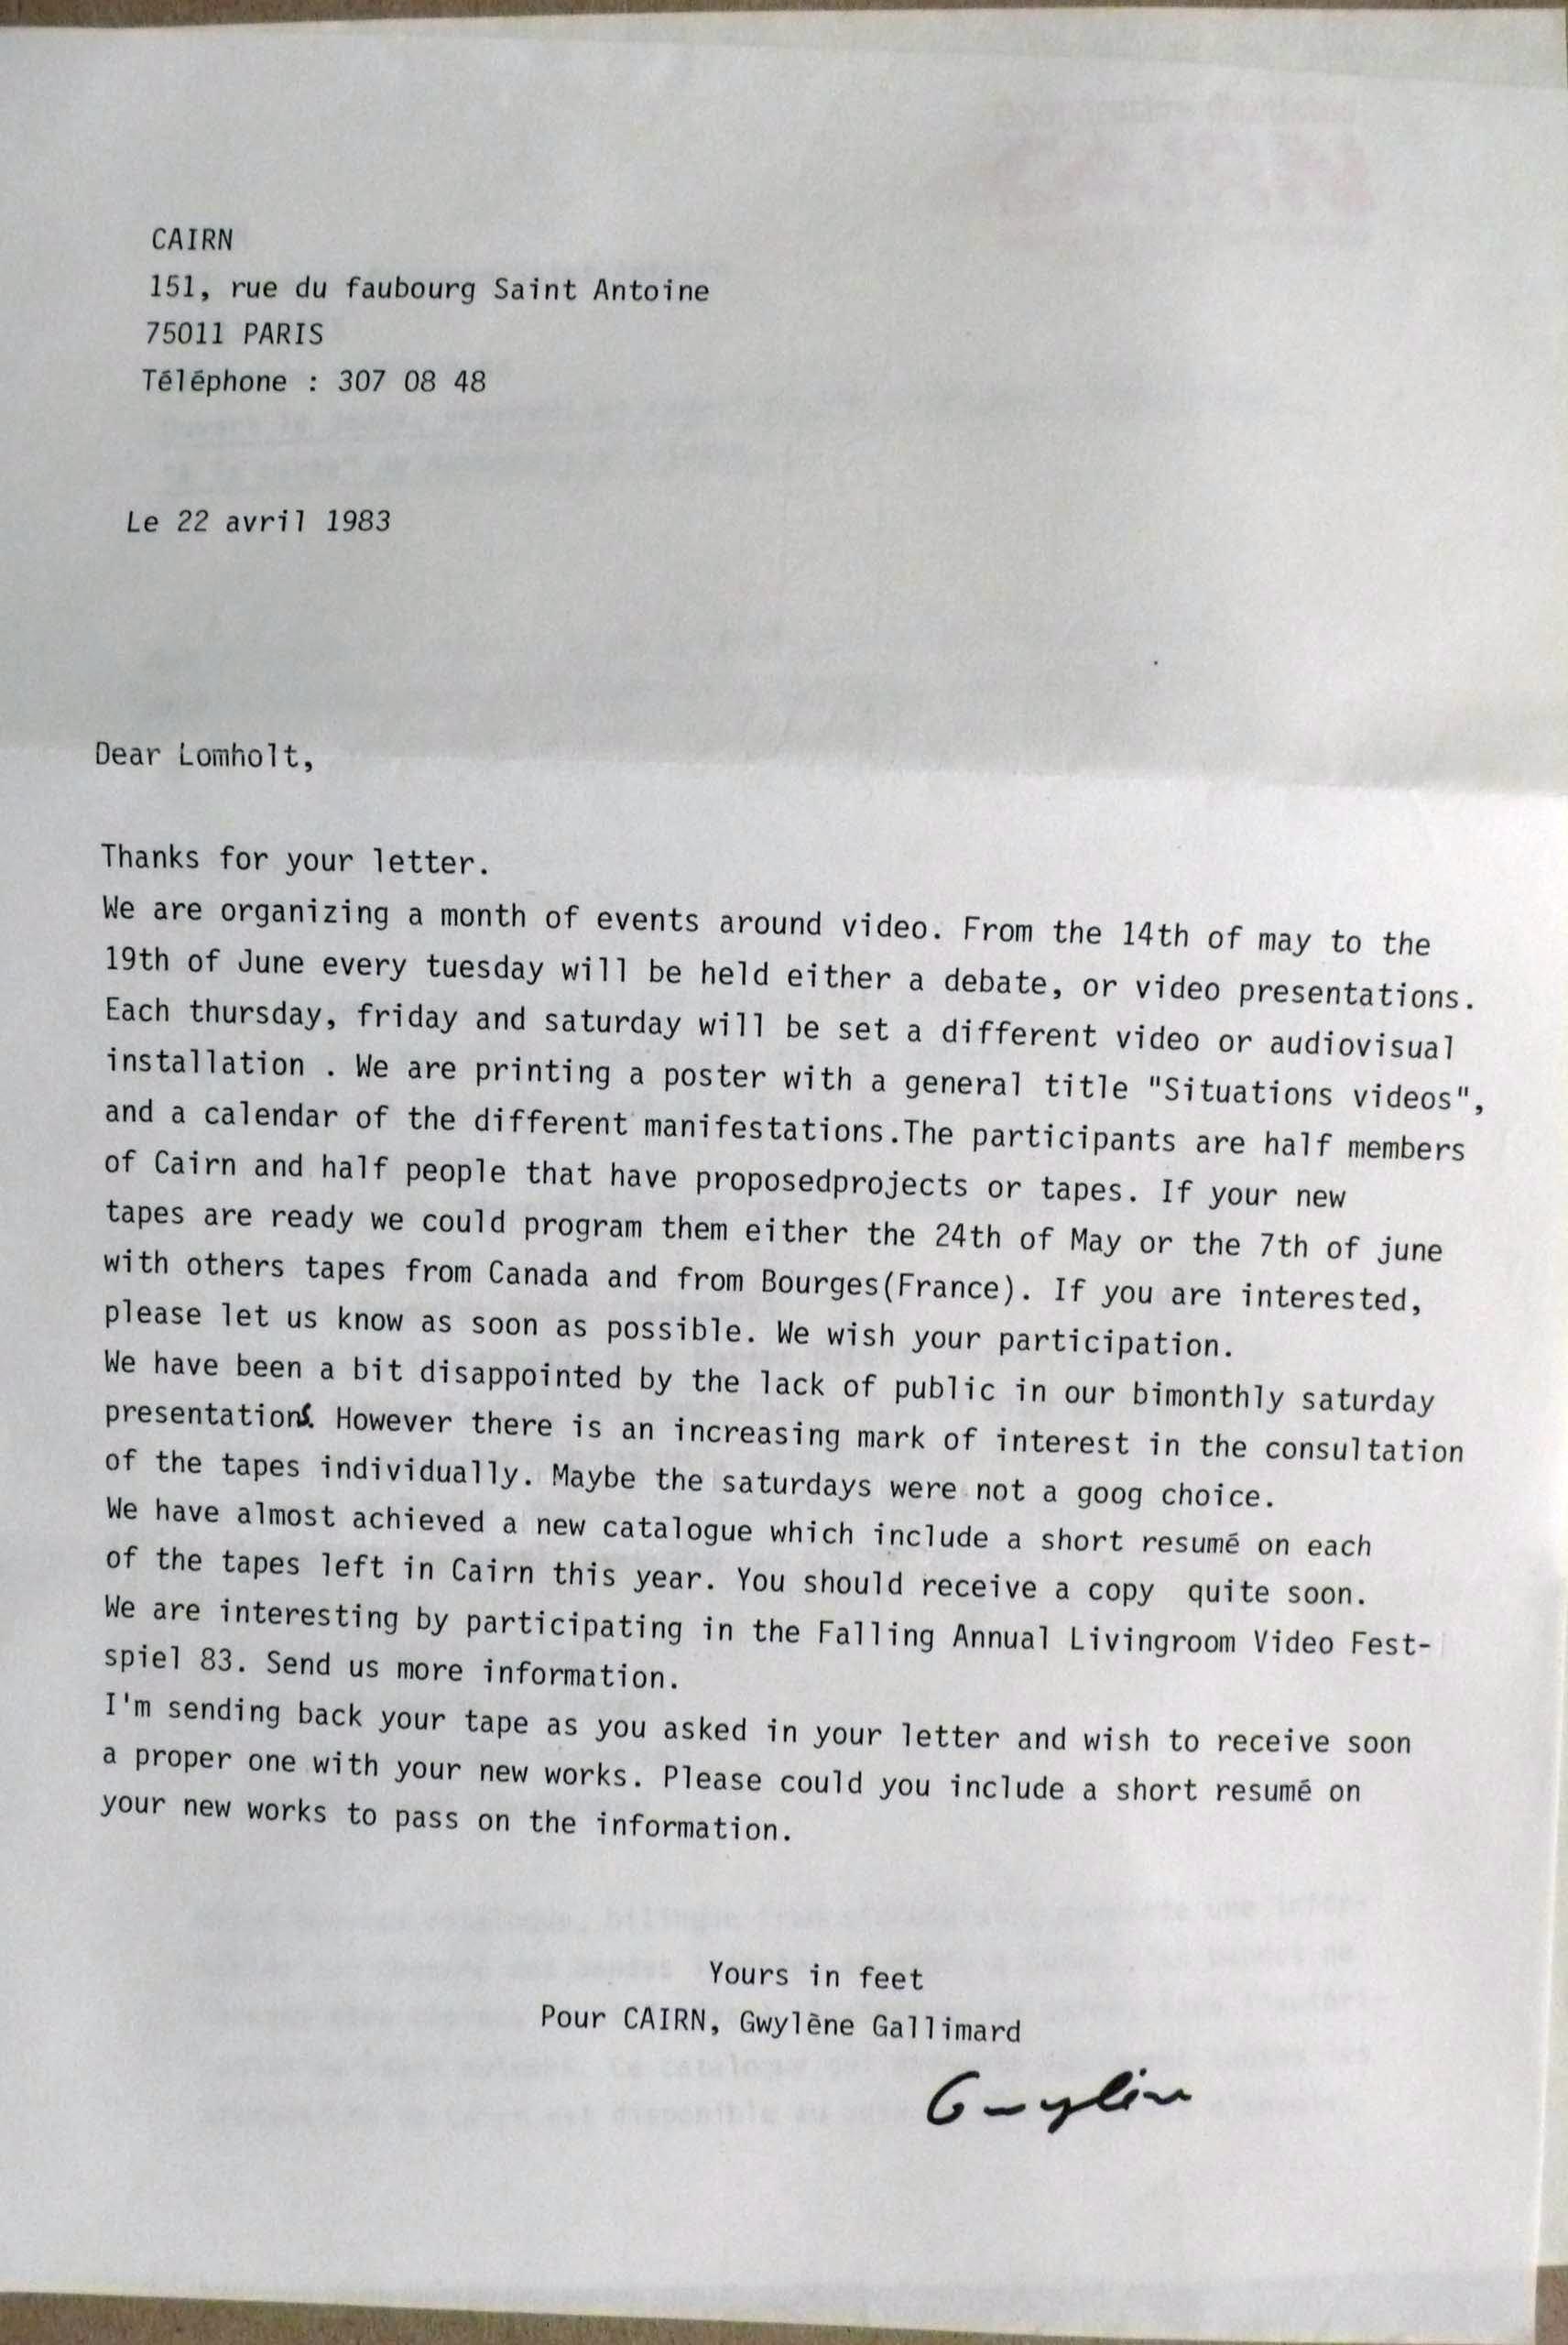 CAIRN
151, rue du faubourg Saint Antoine
75011 PARIS
Téléphone : 307 08 48
Le 22 avril 1983
Dear Lomholt,
Thanks for your letter.
We are organizing a month of events around video. From the 14th of may to the
19th of June every tuesday will be held either a debate, or video presentations.
Each thursday, friday and saturday will be set a different video or audiovisual
installation . We are printing a poster with a general title "Situations videos",
and a calendar of the different manifestations.The participants are half members
of Cairn and half people that have proposedprojects or tapes. If your new
tapes are ready we could program them either the 24th of May or the 7th of june
with others tapes from Canada and from Bourges(France). If you are interested,
please let us know as soon as possible. We wish your participation.
We have been a bit disappointed by the lack of public in our bimonthly saturday
presentations. However there is an increasing mark of interest in the consultation
of the tapes individually. Maybe the saturdays were not a goog choice.
We have almost achieved a new catalogue which include a short resumé on each
of the tapes left in Cairn this year. You should receive a copy  quite soon.
We are interesting by participating in the Falling Annual Livingroom Video Fest-
spiel 83. Send us more information.
I'm sending back your tape as you asked in your letter and wish to receive soon
a proper one with your new works. Please could you include a short resumé on
your new works to pass on the information.
Yours in feet
Pour CAIRN, Gwylène Gallimard